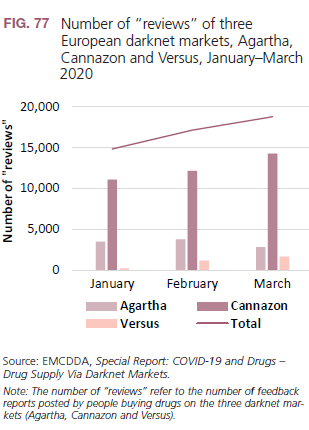 FIG. 77 Number of “reviews” of three
European darknet markets, Agartha,
Cannazon and Versus, January–March
2020
Number of "reviews"
20,000
15,000
10,000
5,000
0
January February March
Agartha Cannazon
Versus Total
Source: EMCDDA, Special Report: COVID-19 and Drugs –
Drug Supply Via Darknet Markets.
Note: The number of “reviews” refer to the number of feedback
reports posted by people buying drugs on the three darknet mar-
kets (Agartha, Cannazon and Versus).